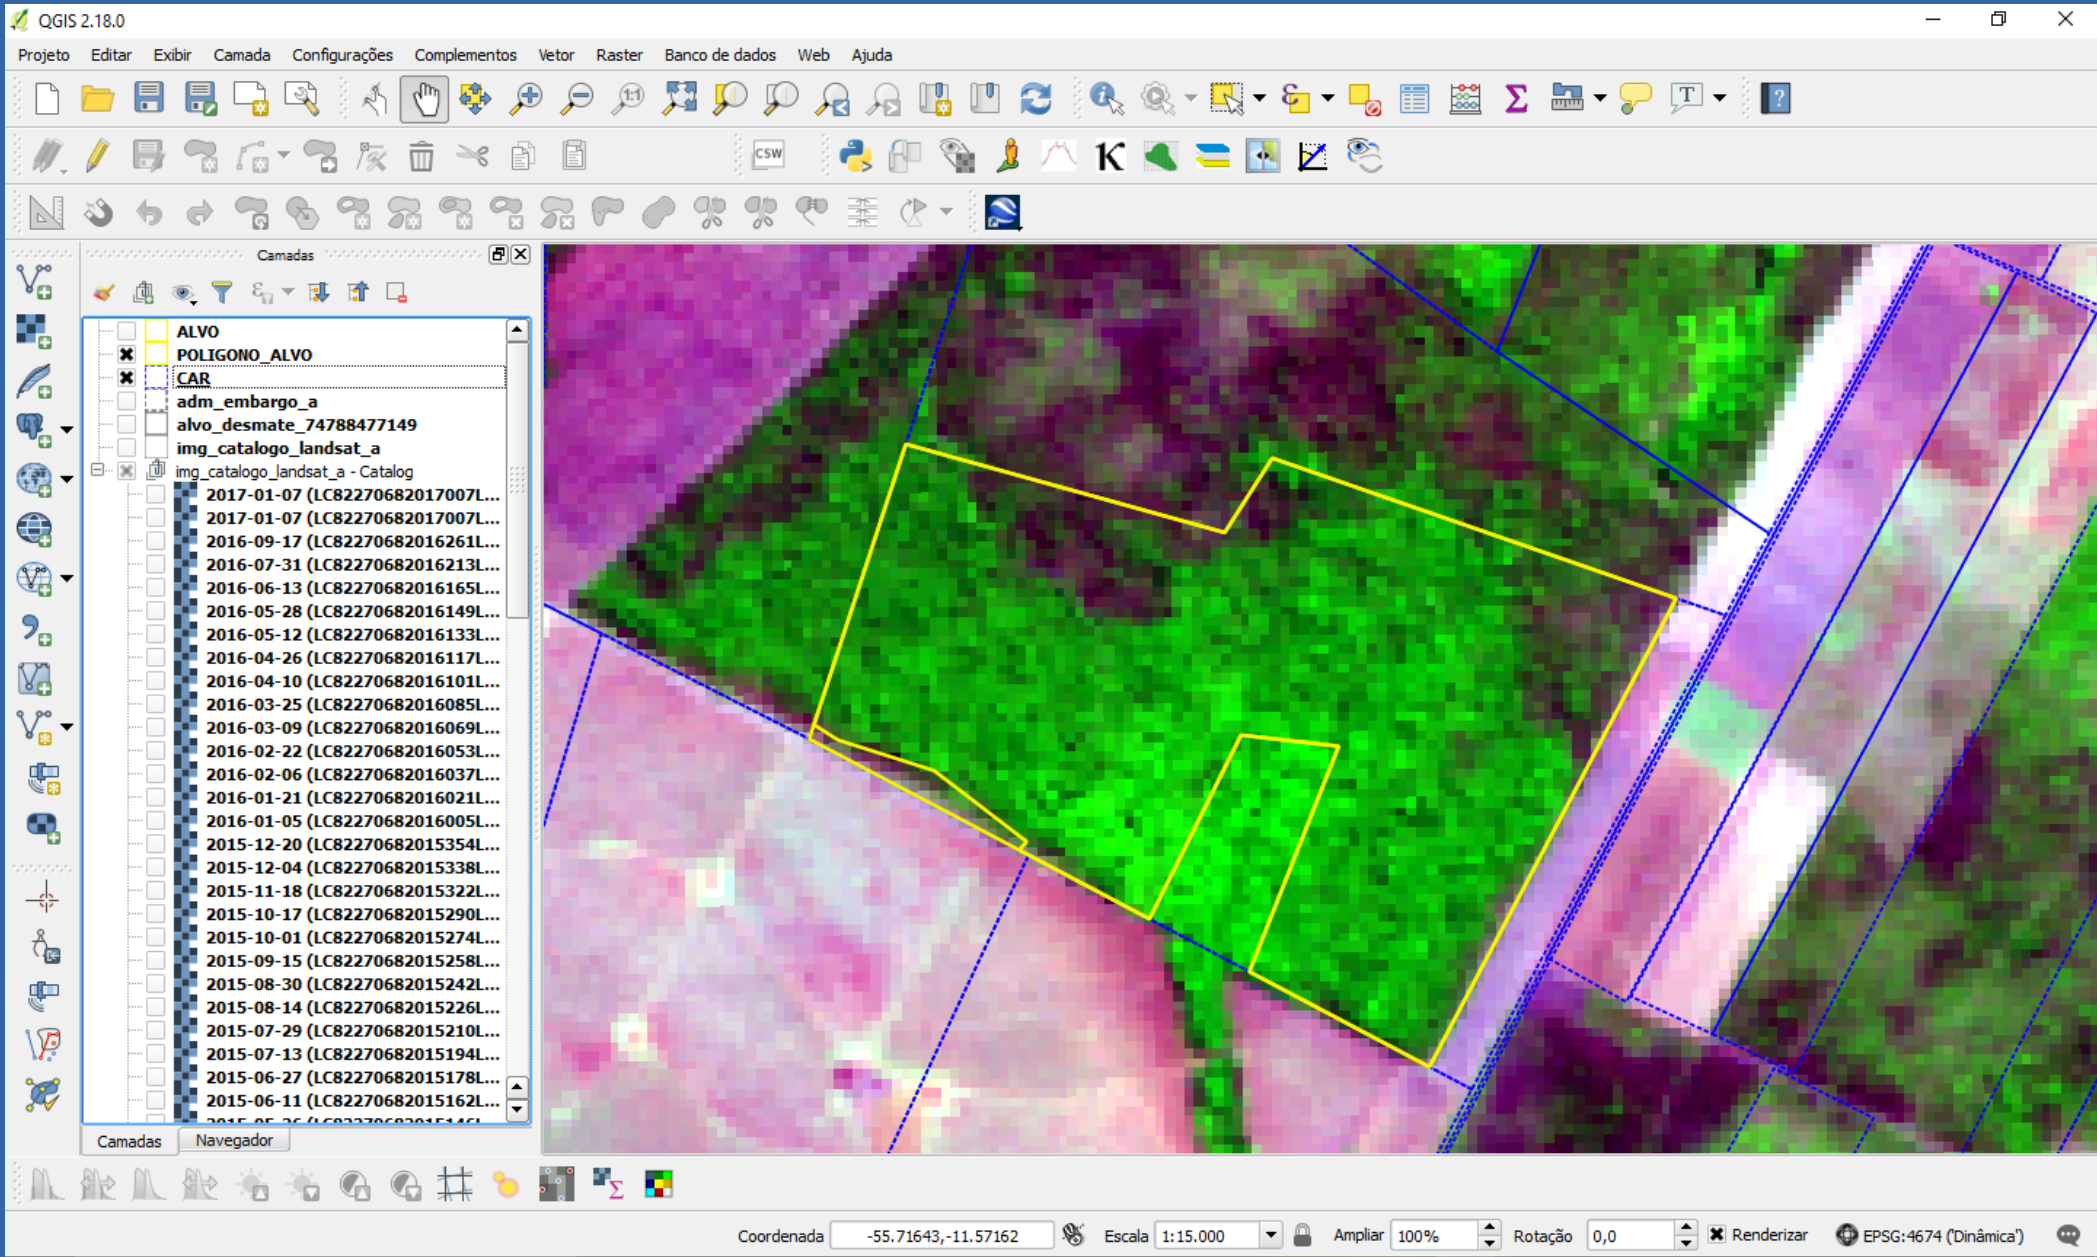 QGIS 2.18.0
Projeto Editar Exibir Camada Configurações Complementos Vetor Raster Banco de dados Web Ajuda
1:1
T
?
CSW
K
Camadas
ALVO
POLIGONO_ALVO
CAR
adm_embargo_a
alvo_desmate_74788477149
img_catalogo_landsat_a
img_catalogo_landsat_a - Catalog
2017-01-07 (LC82270682017007L...
2017-01-07 (LC82270682017007L...
2016-09-17 (LC82270682016261L...
2016-07-31 (LC82270682016213L...
2016-06-13 (LC82270682016165L...
2016-05-28 (LC82270682016149L...
2016-05-12 (LC82270682016133L...
2016-04-26 (LC82270682016117L...
2016-04-10 (LC82270682016101L...
2016-03-25 (LC82270682016085L...
2016-03-09 (LC82270682016069L...
2016-02-22 (LC82270682016053L...
2016-02-06 (LC82270682016037L...
2016-01-21 (LC82270682016021L...
2016-01-05 (LC82270682016005L...
2015-12-20 (LC82270682015354L...
2015-12-04 (LC82270682015338L...
2015-11-18 (LC82270682015322L...
2015-10-17 (LC82270682015290L...
2015-10-01 (LC82270682015274L...
2015-09-15 (LC82270682015258L...
2015-08-30 (LC82270682015242L...
2015-08-14 (LC82270682015226L...
2015-07-29 (LC82270682015210L...
2015-07-13 (LC82270682015194L...
2015-06-27 (LC82270682015178L...
2015-06-11 (LC82270682015162L...
Camadas Navegador
Coordenada -55.71643,-11.57162 Escala 1:15.000 Ampliar 100% Rotação 0,0 Renderizar EPSG:4674 ('Dinâmica')